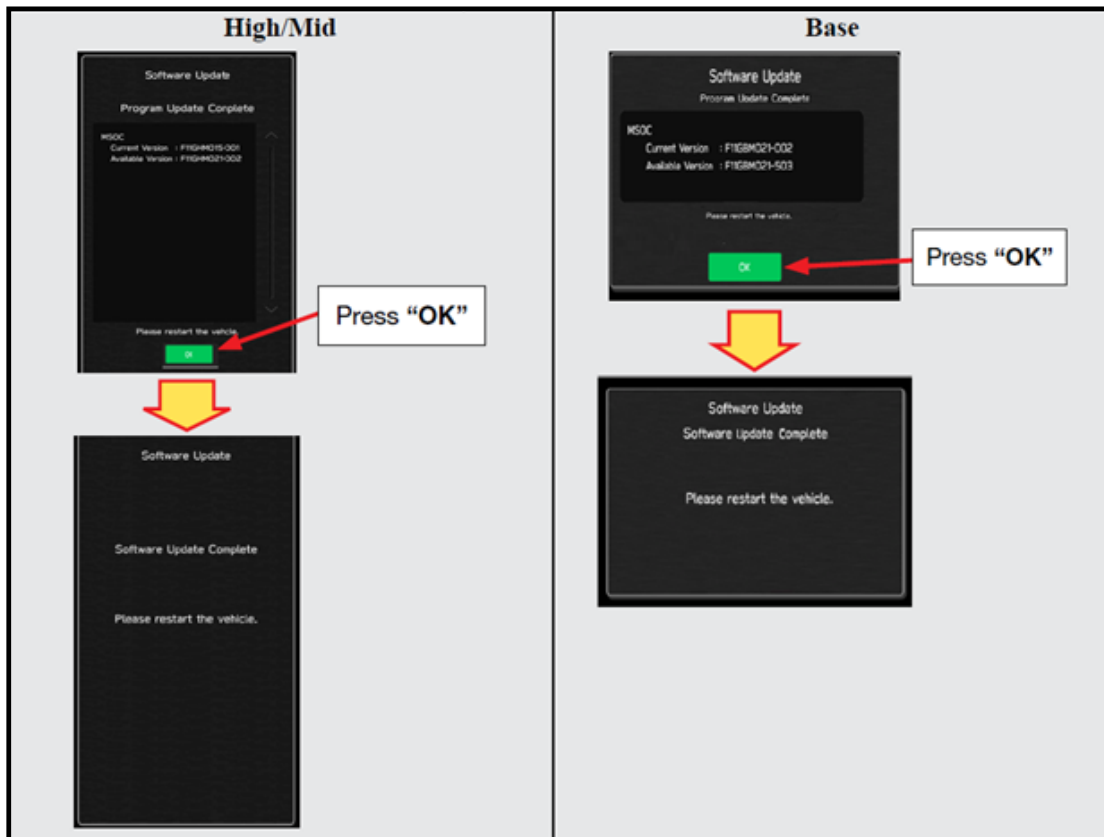 High/Mid
Software Update
Program Update Conplete
MSOC
Current Version : F11GHM015-001
Available Version : F11GHM021-002
Please restart the vehicle.
OK
Press “OK”
Software Update
Software Update Complete
Please restart the vehicle.
Base
Software Update
Program Update Complete
MSOC
Current Version : F11GBM021-002
Available Version : F11GBM021-503
Please restart the vehicle.
OK
Press “OK”
Software Update
Software Update Complete
Please restart the vehicle.